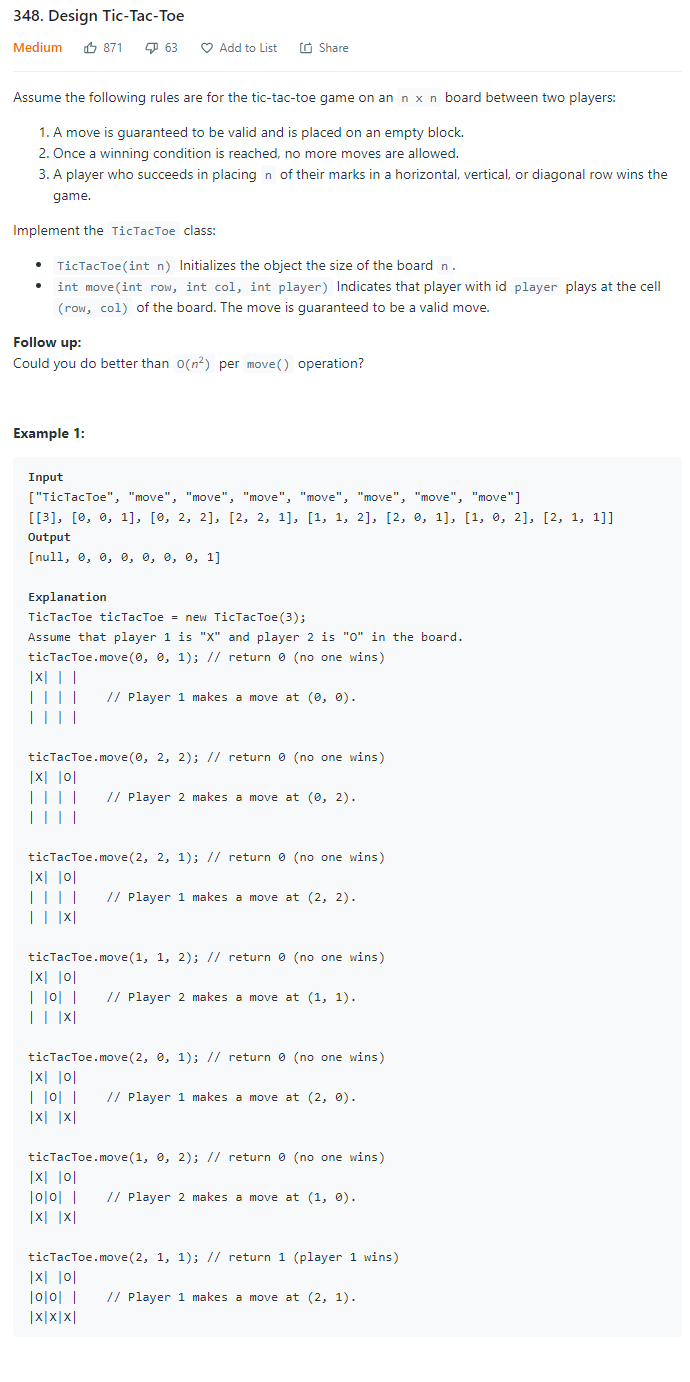 348. Design Tic-Tac-Toe
Medium 871 63 Add to List Share
Assume the following rules are for the tic-tac-toe game on an n x n board between two players:
1. A move is guaranteed to be valid and is placed on an empty block.
2. Once a winning condition is reached, no more moves are allowed.
3. A player who succeeds in placing n of their marks in a horizontal, vertical, or diagonal row wins the
game.
Implement the TicTacToe class:
• TicTacToe(int n) Initializes the object the size of the board n.
• int move(int row, int col, int player) Indicates that player with id player plays at the cell
(row, col) of the board. The move is guaranteed to be a valid move.
Follow up:
Could you do better than O(n²) per move() operation?
Example 1:
Input
["TicTacToe", "move", "move", "move", "move", "move", "move", "move"]
[[3], [0, 0, 1], [0, 2, 2], [2, 2, 1], [1, 1, 2], [2, 0, 1], [1, 0, 2], [2, 1, 1]]
Output
[null, 0, 0, 0, 0, 0, 0, 1]
Explanation
TicTacToe ticTacToe = new TicTacToe(3);
Assume that player 1 is "X" and player 2 is "O" in the board.
ticTacToe.move(0, 0, 1); // return 0 (no one wins)
|X| | |
| | | |    // Player 1 makes a move at (0, 0).
| | | |
ticTacToe.move(0, 2, 2); // return 0 (no one wins)
|X| |O|
| | | |    // Player 2 makes a move at (0, 2).
| | | |
ticTacToe.move(2, 2, 1); // return 0 (no one wins)
|X| |O|
| | | |    // Player 1 makes a move at (2, 2).
| | |X|
ticTacToe.move(1, 1, 2); // return 0 (no one wins)
|X| |O|
| |O| |    // Player 2 makes a move at (1, 1).
| | |X|
ticTacToe.move(2, 0, 1); // return 0 (no one wins)
|X| |O|
| |O| |    // Player 1 makes a move at (2, 0).
|X| |X|
ticTacToe.move(1, 0, 2); // return 0 (no one wins)
|X| |O|
|O|O| |    // Player 2 makes a move at (1, 0).
|X| |X|
ticTacToe.move(2, 1, 1); // return 1 (player 1 wins)
|X| |O|
|O|O| |    // Player 1 makes a move at (2, 1).
|X|X|X|